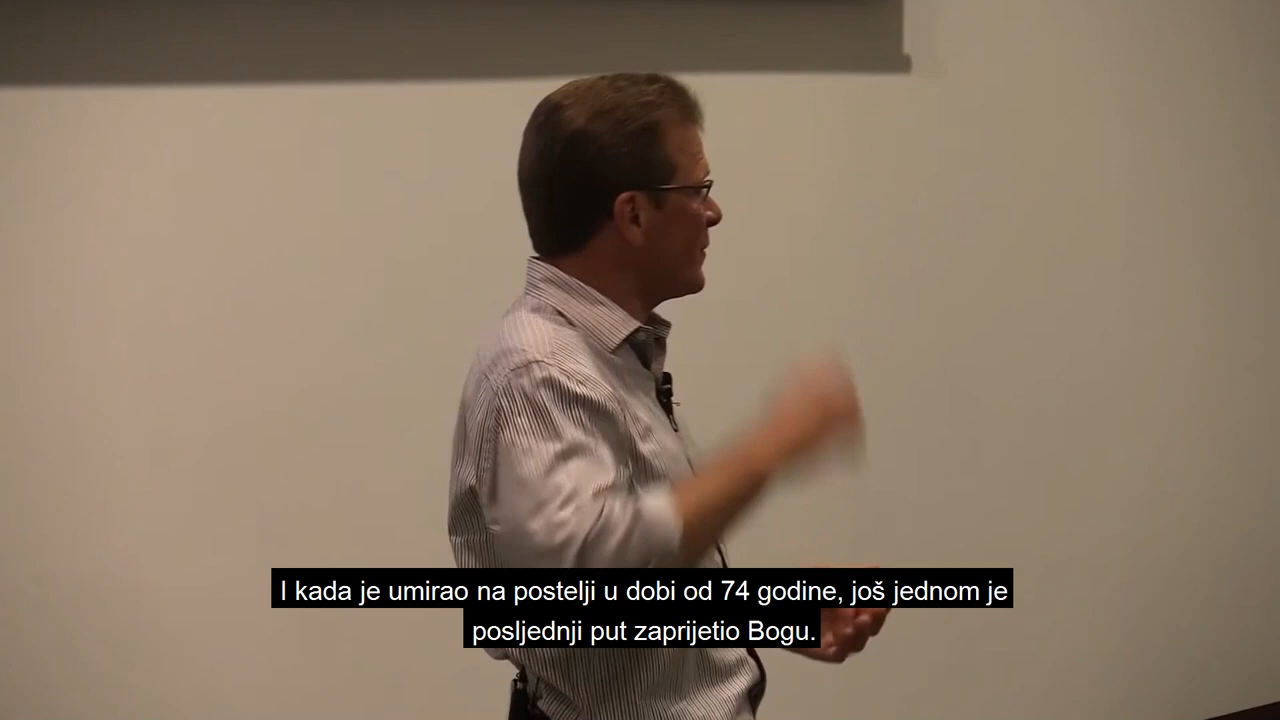 I kada je umirao na postelji u dobi od 74 godine, još jednom je
posljednji put zaprijetio Bogu.